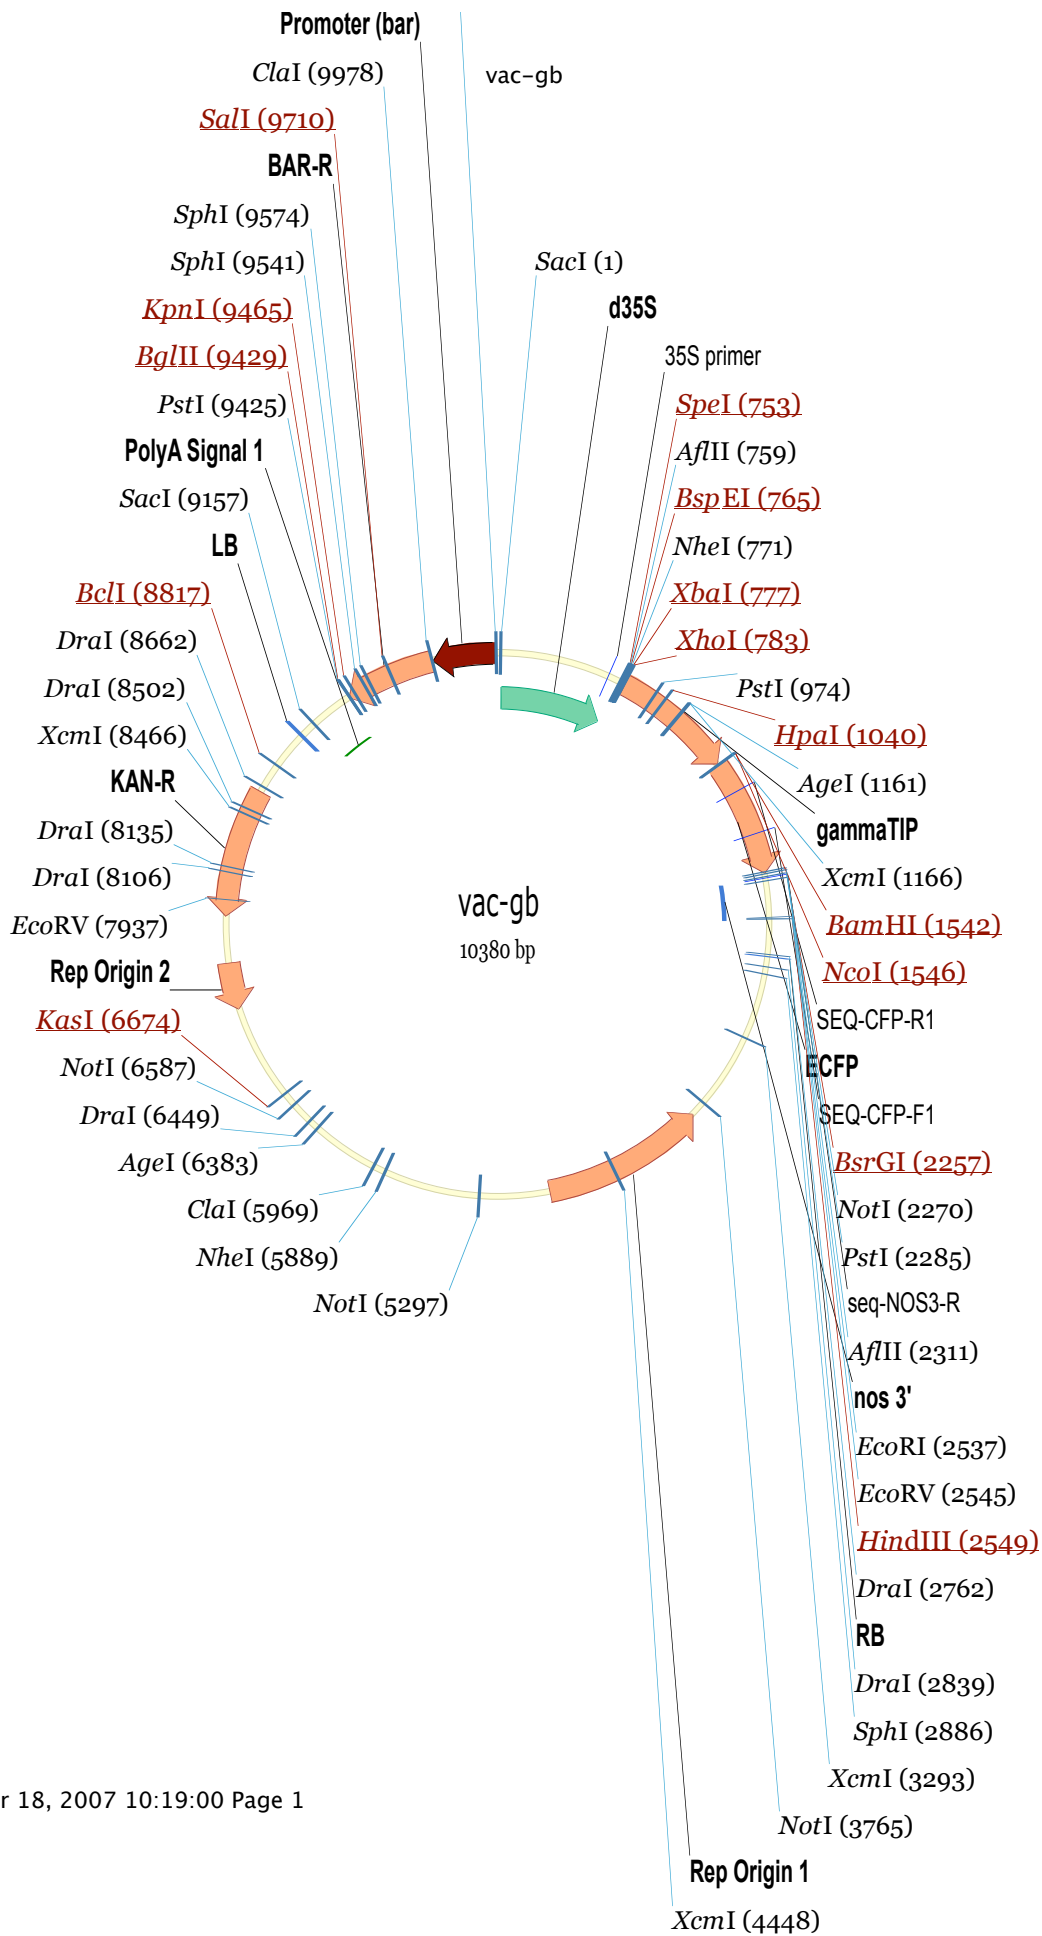 Promoter (bar)
ClaI (9978)
vac-gb
SalI (9710)
BAR-R
SphI (9574)
SphI (9541)
SacI (1)
KpnI (9465)
d35S
BglII (9429)
35S primer
PstI (9425)
SpeI (753)
PolyA Signal 1
AflII (759)
SacI (9157)
BspEI (765)
LB
NheI (771)
BclI (8817)
XbaI (777)
DraI (8662)
XhoI (783)
DraI (8502)
PstI (974)
XcmI (8466)
HpaI (1040)
KAN-R
AgeI (1161)
DraI (8135)
gammaTIP
DraI (8106)
XcmI (1166)
EcoRV (7937)
vac-gb
10380 bp
BamHI (1542)
Rep Origin 2
NcoI (1546)
KasI (6674)
SEQ-CFP-R1
NotI (6587)
ECFP
DraI (6449)
SEQ-CFP-F1
AgeI (6383)
BsrGI (2257)
ClaI (5969)
NotI (2270)
NheI (5889)
PstI (2285)
NotI (5297)
seq-NOS3-R
AflII (2311)
nos 3'
EcoRI (2537)
EcoRV (2545)
HindIII (2549)
DraI (2762)
RB
DraI (2839)
SphI (2886)
XcmI (3293)
r 18, 2007 10:19:00 Page 1
NotI (3765)
Rep Origin 1
XcmI (4448)